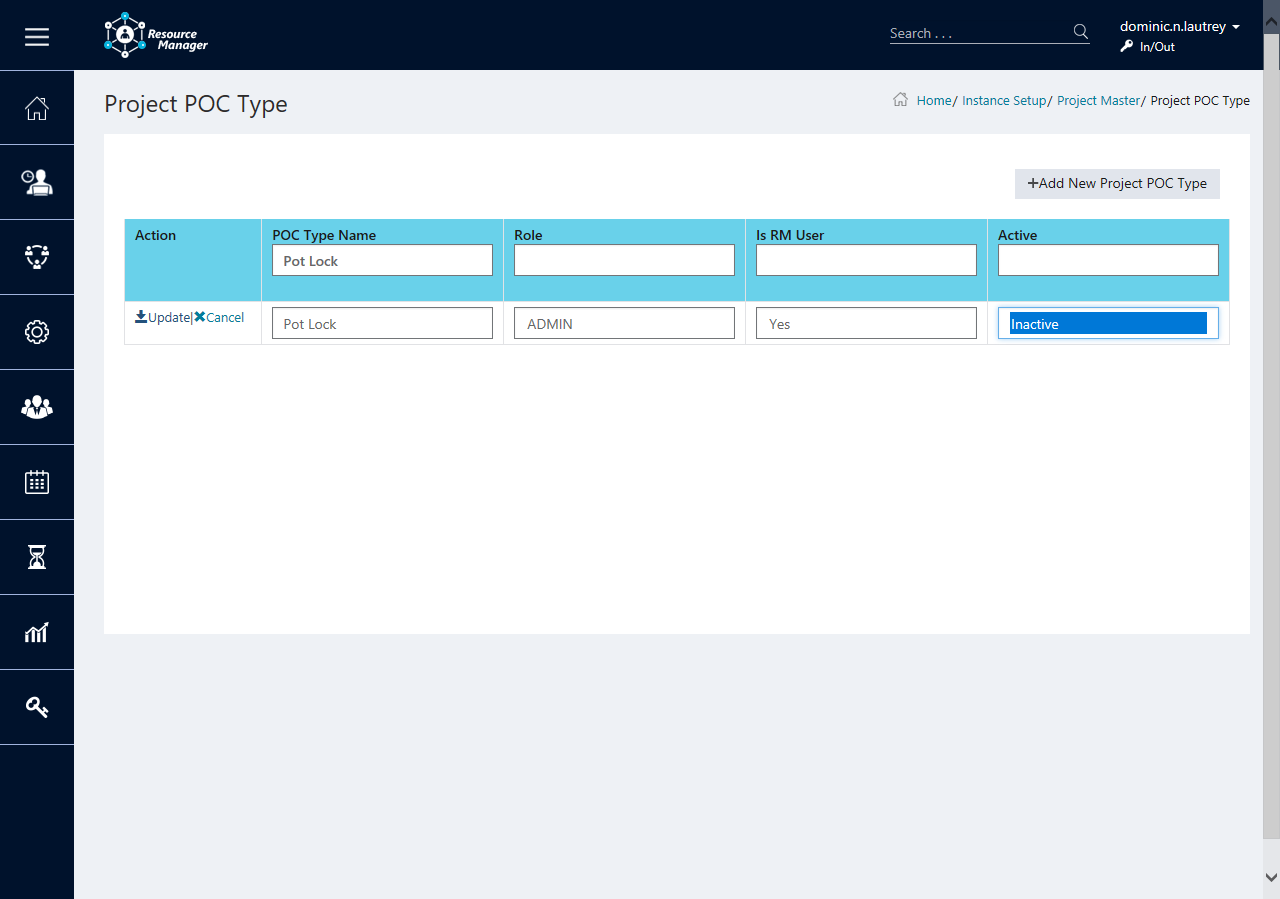 Resource
Manager
Search . . .
dominic.n.lautrey
In/Out
Project POC Type
Home/ Instance Setup/ Project Master/ Project POC Type
+Add New Project POC Type
Action POC Type Name Role Is RM User Active
Pot Lock
Update|Cancel Pot Lock ADMIN Yes Inactive